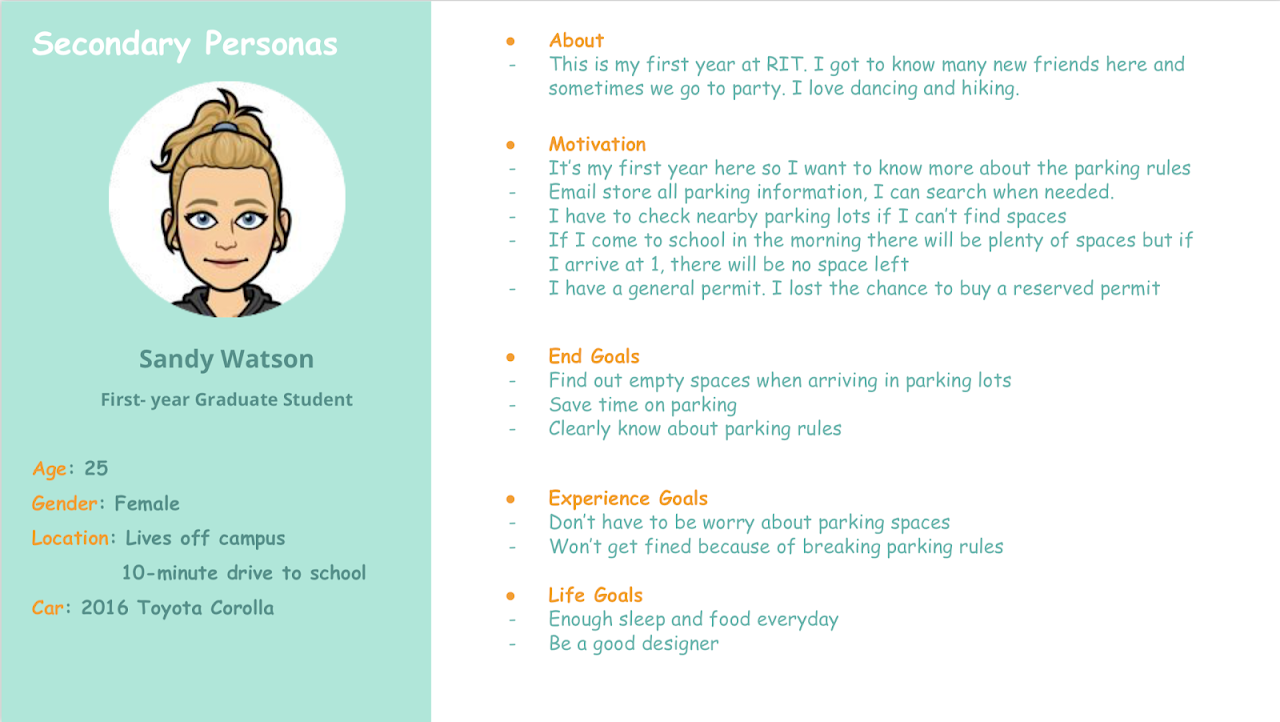 Secondary Personas
Sandy Watson
First- year Graduate Student
Age: 25
Gender: Female
Location: Lives off campus
10-minute drive to school
Car: 2016 Toyota Corolla
● About
- This is my first year at RIT. I got to know many new friends here and
sometimes we go to party. I love dancing and hiking.
● Motivation
- It's my first year here so I want to know more about the parking rules
- Email store all parking information, I can search when needed.
- I have to check nearby parking lots if I can't find spaces
- If I come to school in the morning there will be plenty of spaces but if
I arrive at 1, there will be no space left
- I have a general permit. I lost the chance to buy a reserved permit
● End Goals
- Find out empty spaces when arriving in parking lots
- Save time on parking
- Clearly know about parking rules
● Experience Goals
- Don't have to be worry about parking spaces
- Won't get fined because of breaking parking rules
● Life Goals
- Enough sleep and food everyday
- Be a good designer